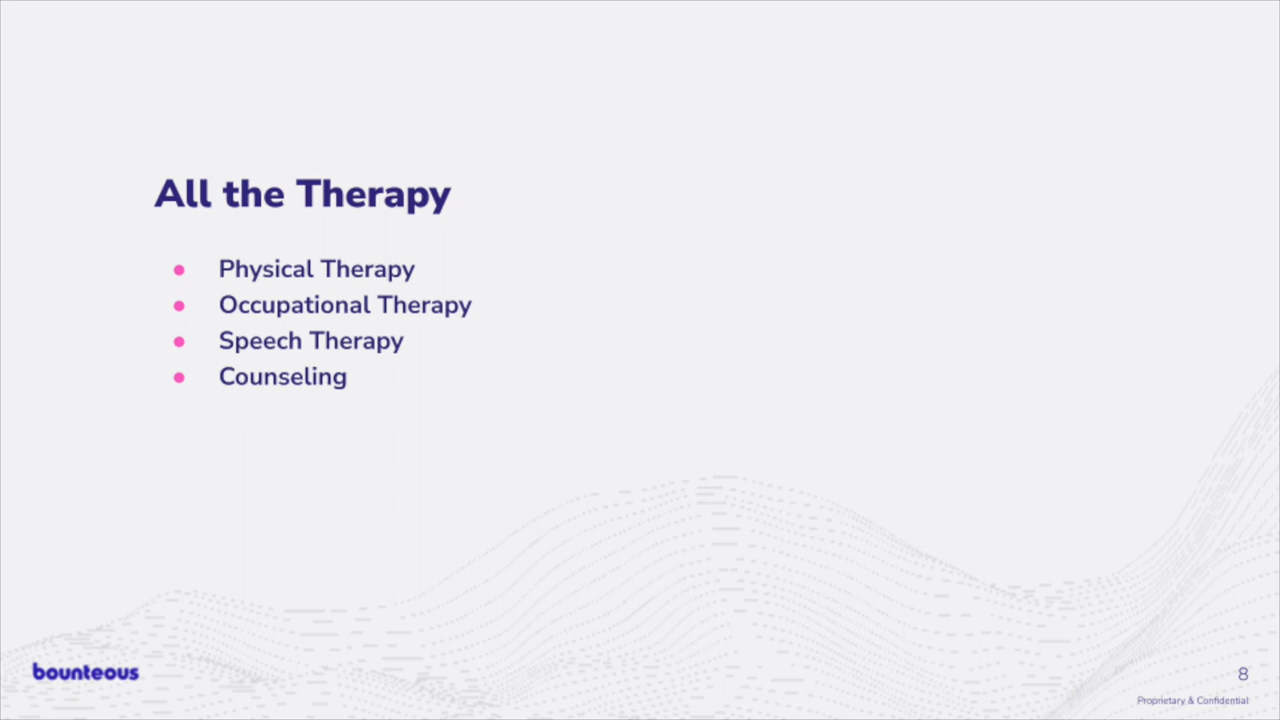 All the Therapy
Physical Therapy
Occupational Therapy
Speech Therapy
Counseling
bounteous
8
Proprietary & Confidential